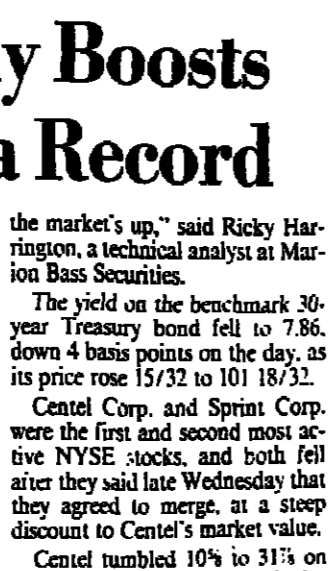 y Boosts
a Record
the market's up," said Ricky Har-
rington, a technical analyst at Mar-
ion Bass Securities.
The yield on the benchmark 30-
year Treasury bond fell to 7.86,
down 4 basis points on the day, as
its price rose 15/32 to 101 18/32.
Centel Corp. and Sprint Corp.
were the first and second most ac-
tive NYSE stocks, and both fell
after they said late Wednesday that
they agreed to merge, at a steep
discount to Centel's market value.
Centel tumbled to on